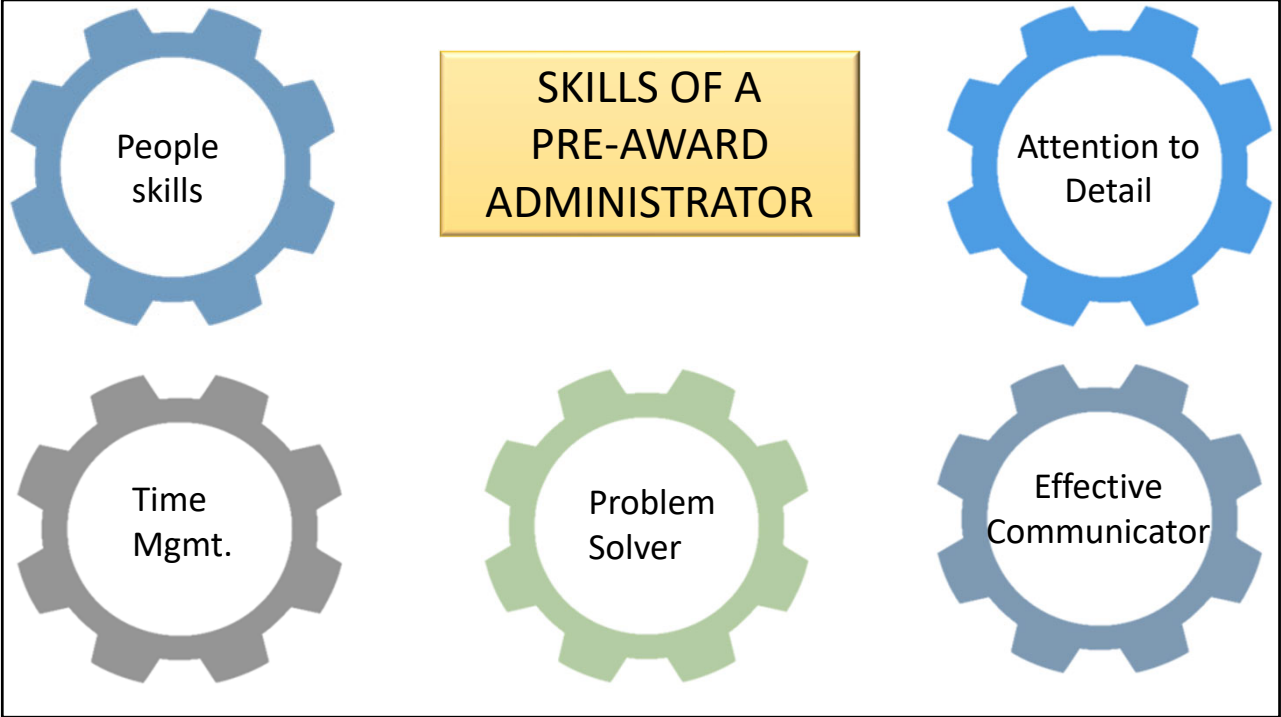 SKILLS OF A
PRE-AWARD
ADMINISTRATOR
People
skills
Attention to
Detail
Time
Mgmt.
Problem
Solver
Effective
Communicator